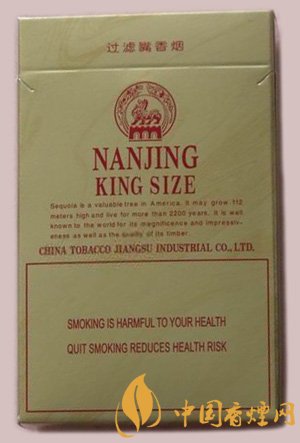 过滤嘴香烟
NANJING
KING SIZE
Sequoia is a valuable tree in America. It may grow 112
meters high and live for more than 2200 years. It is well
known to the world for its magnificence and impressiv-
eness as well as the quality of its timber.
CHINA TOBACCO JIANGSU INDUSTRIAL CO., LTD.
SMOKING IS HARMFUL TO YOUR HEALTH
QUIT SMOKING REDUCES HEALTH RISK
中国香烟网